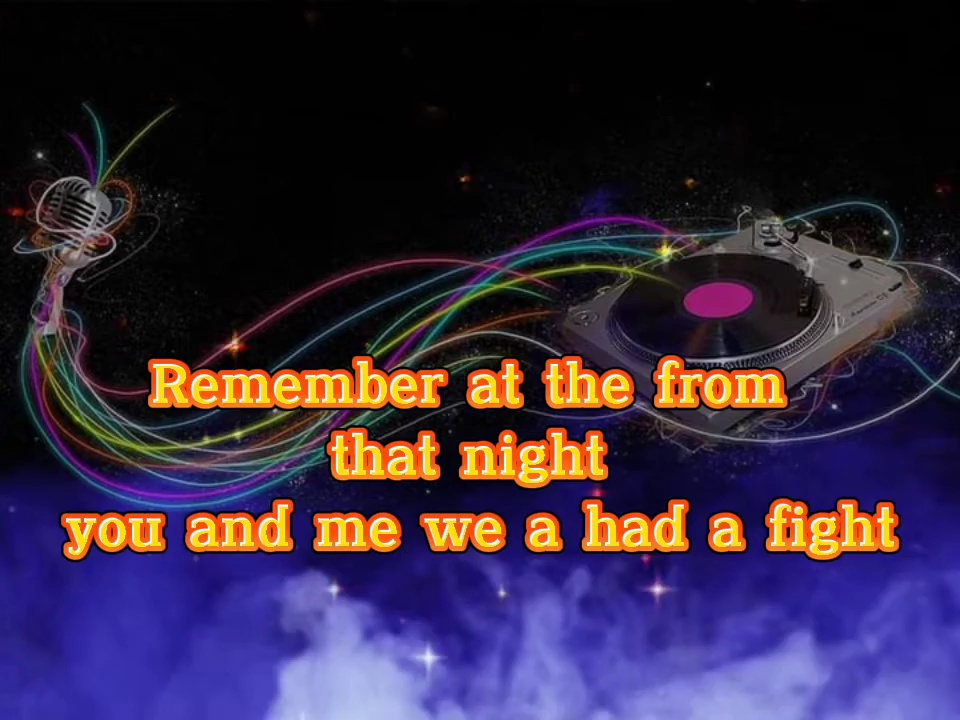 Remember at the from
that night
you and me we a had a fight